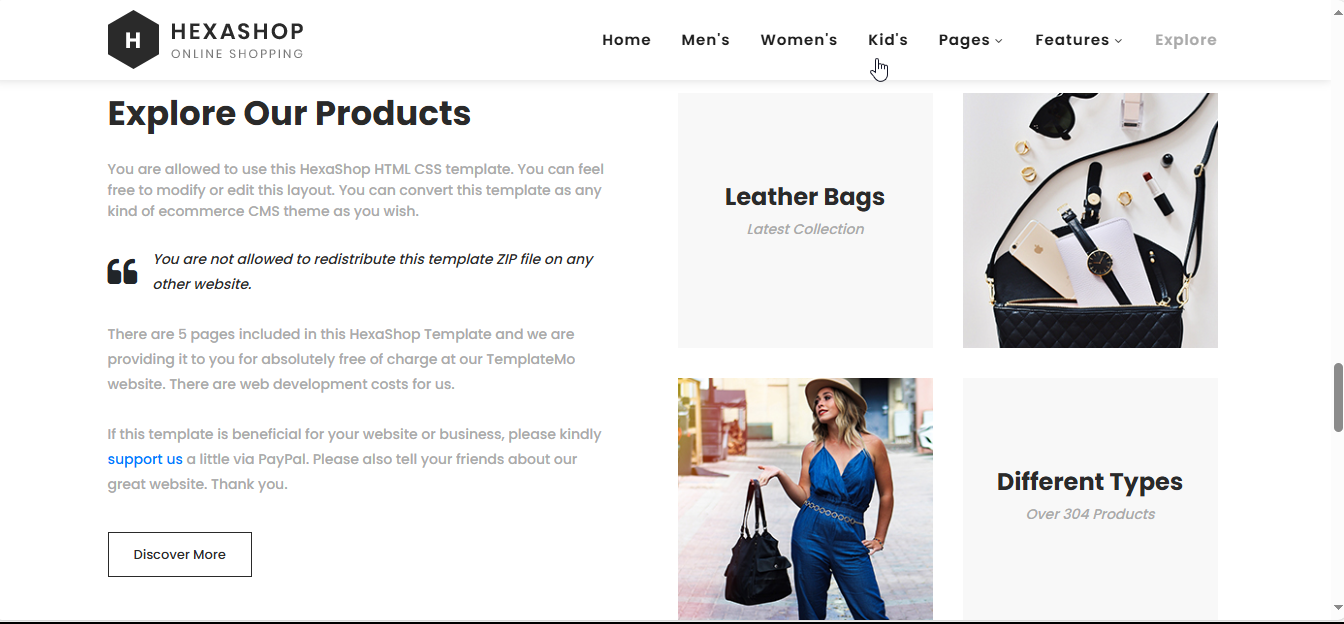 H
HEXASHOP
ONLINE SHOPPING
Home Men's Women's Kid's Pages Features Explore
Explore Our Products
You are allowed to use this HexaShop HTML CSS template. You can feel
free to modify or edit this layout. You can convert this template as any
kind of ecommerce CMS theme as you wish.
You are not allowed to redistribute this template ZIP file on any
other website.
There are 5 pages included in this HexaShop Template and we are
providing it to you for absolutely free of charge at our TemplateMo
website. There are web development costs for us.
If this template is beneficial for your website or business, please kindly
support us a little via PayPal. Please also tell your friends about our
great website. Thank you.
Discover More
Leather Bags
Latest Collection
Different Types
Over 304 Products